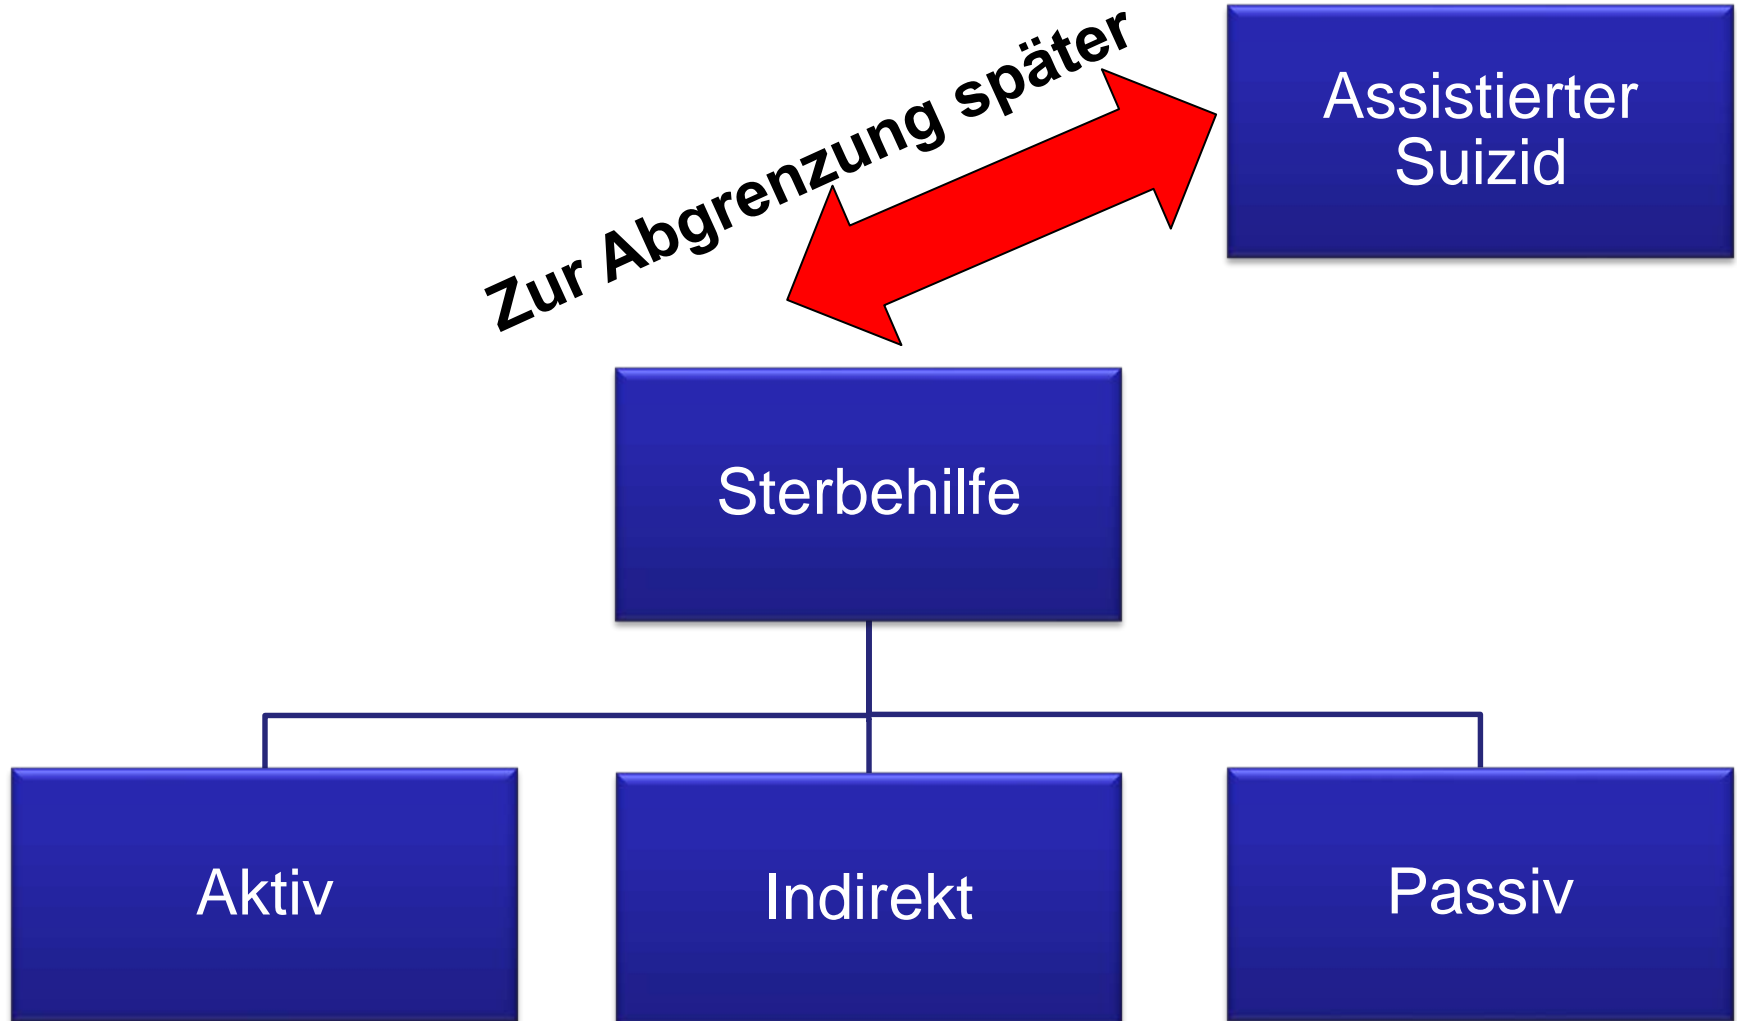 Zur Abgrenzung später
Assistierter
Suizid
Sterbehilfe
Aktiv
Indirekt
Passiv